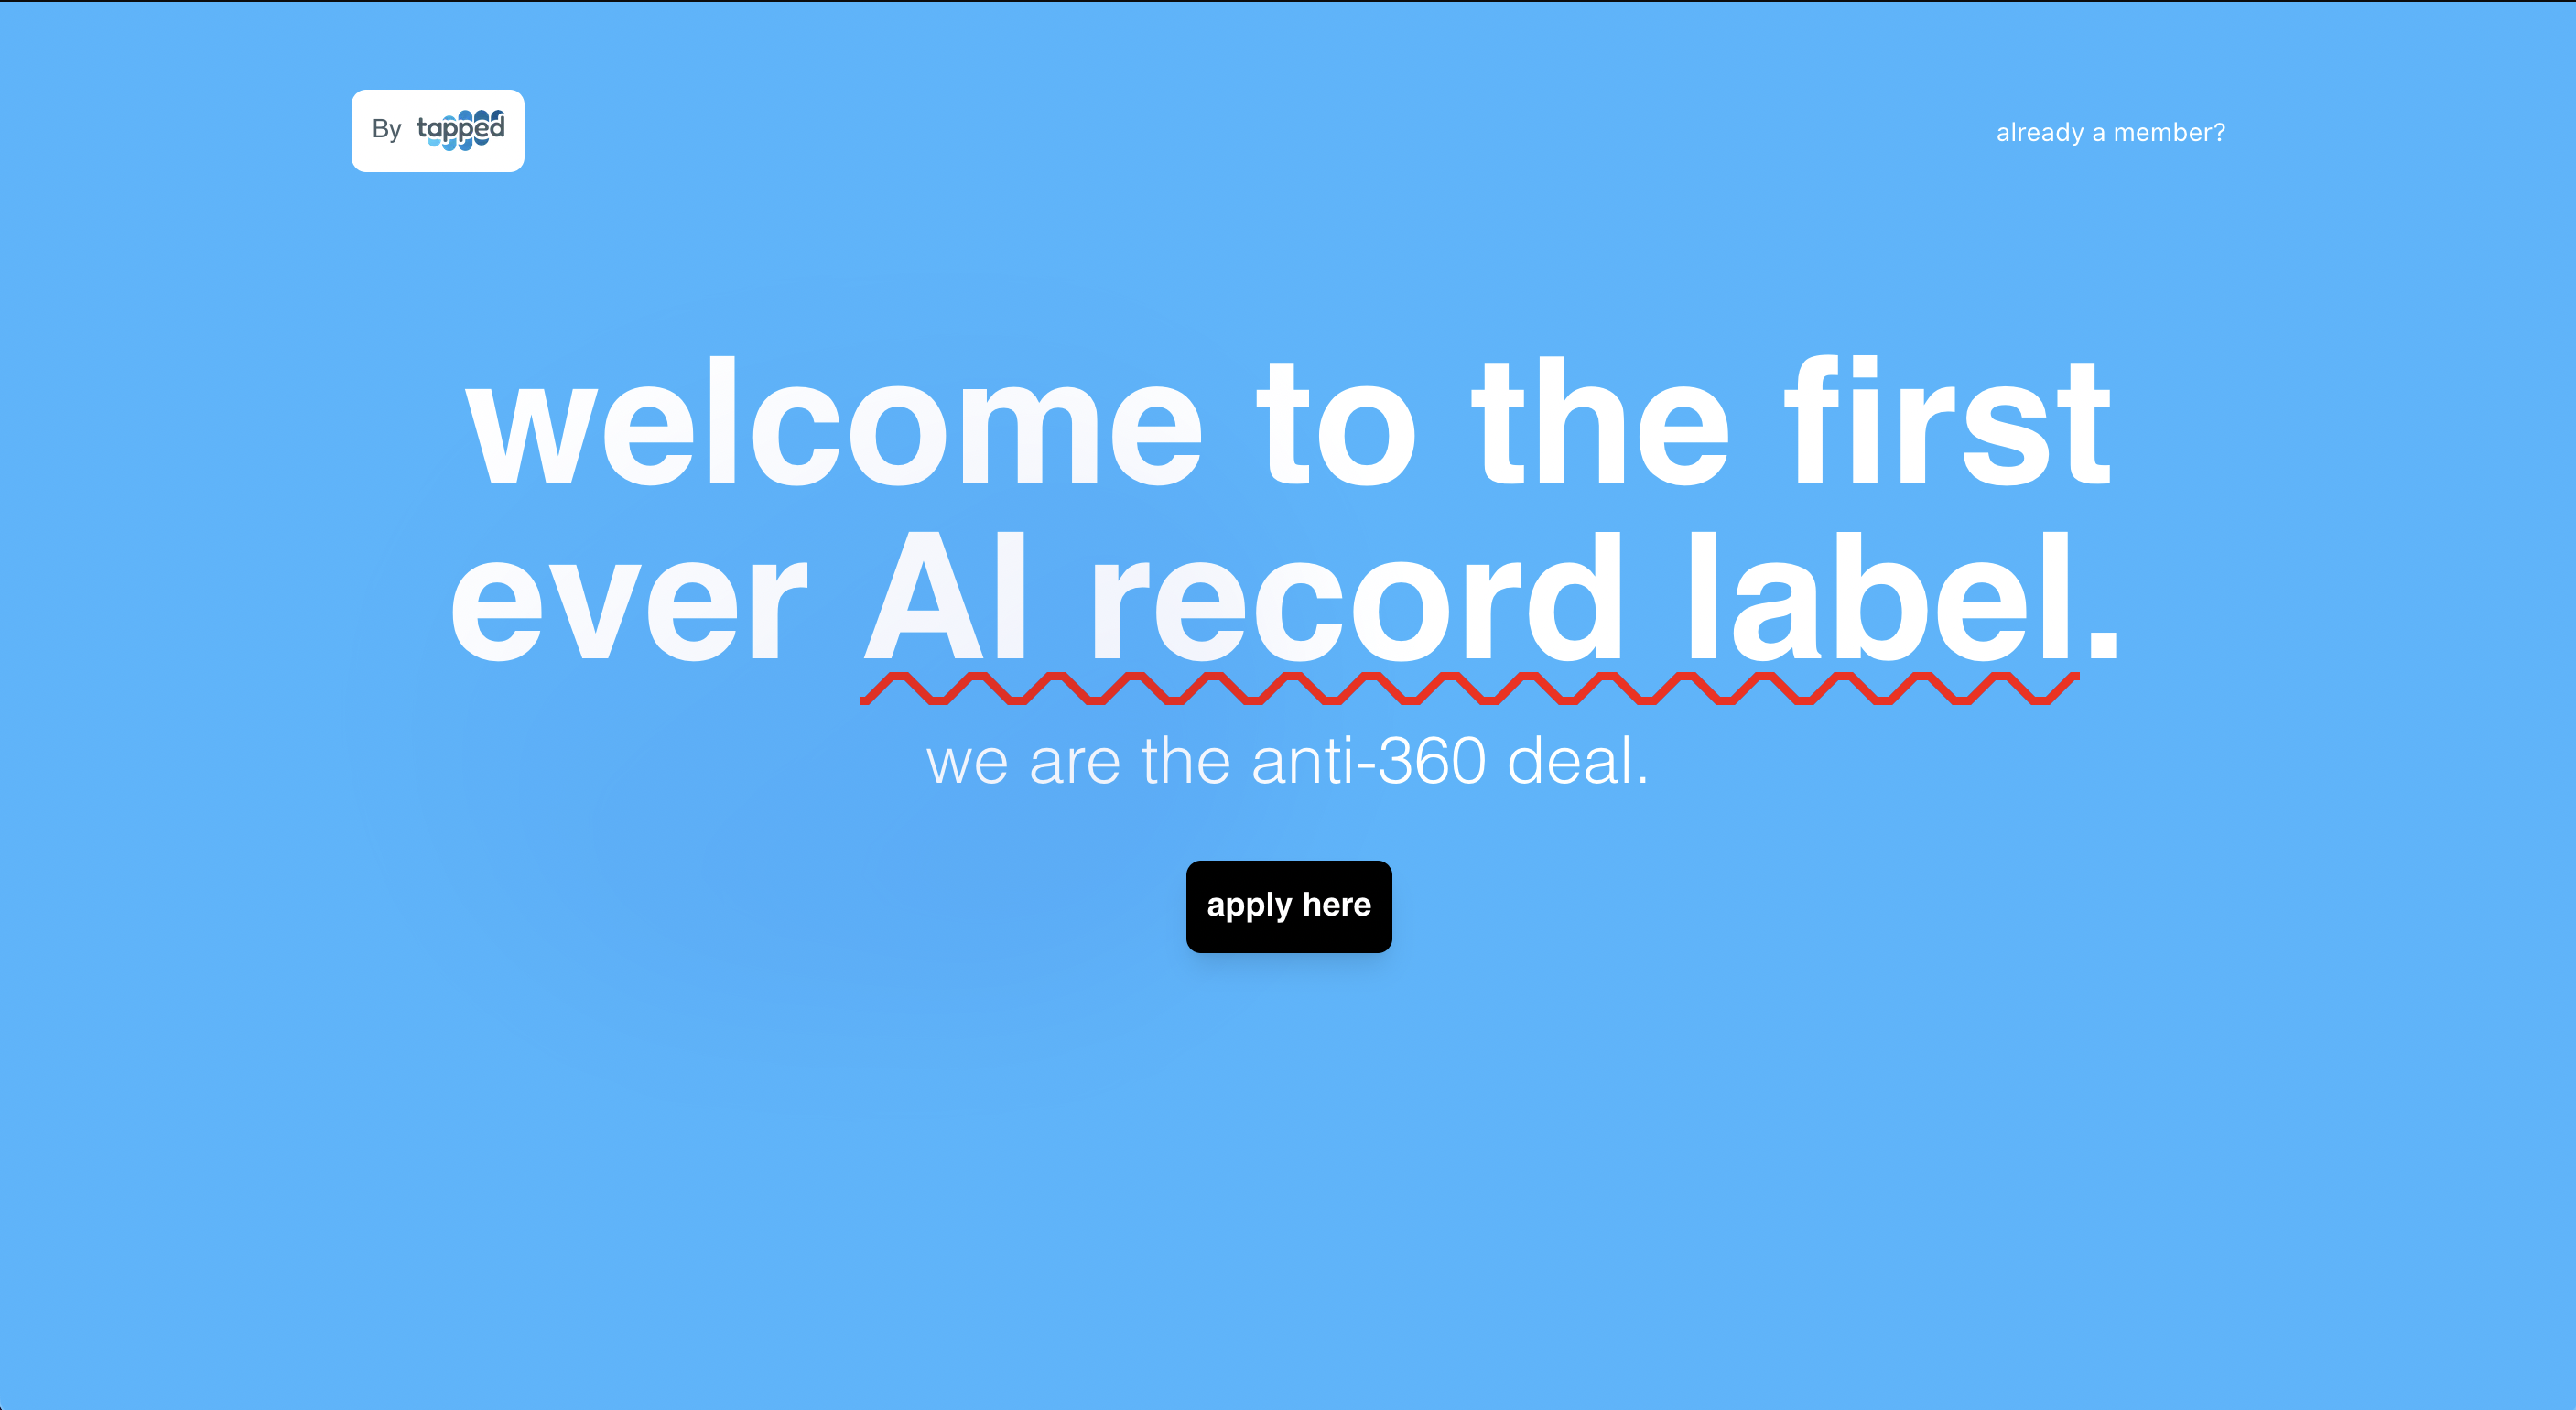 By tapped
already a member?
welcome to the first
ever AI record label.
we are the anti-360 deal.
apply here